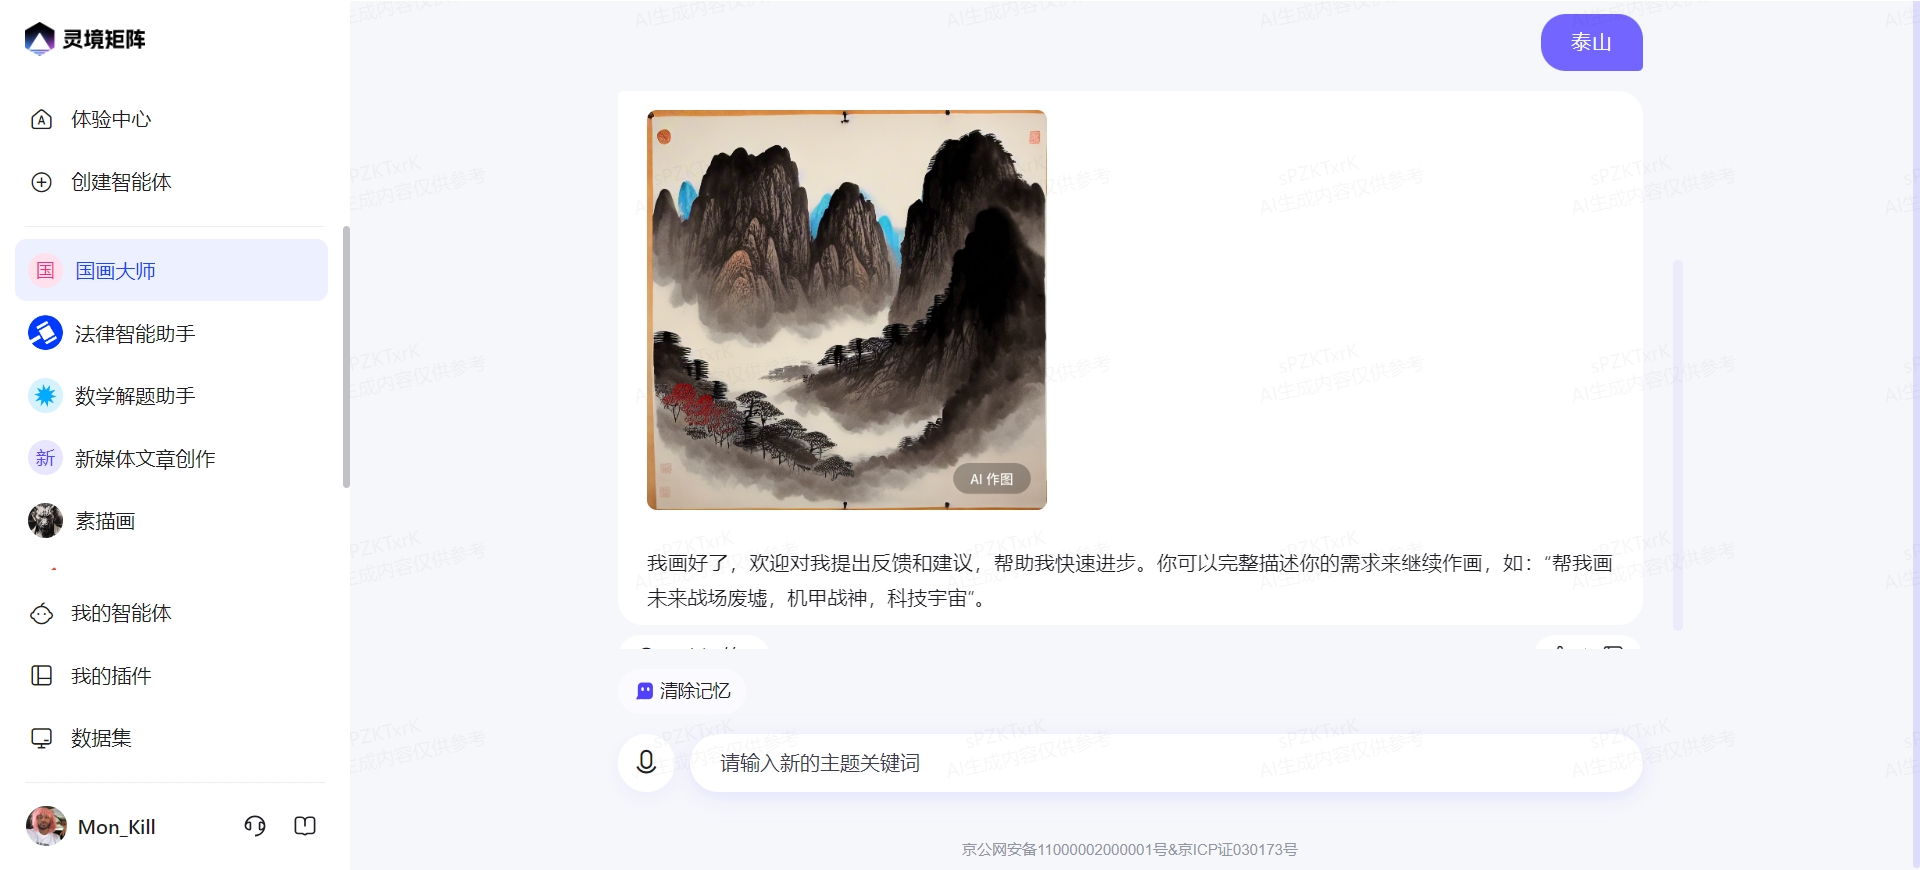 灵境矩阵
体验中心
创建智能体
国 国画大师
法律智能助手
数学解题助手
新 新媒体文章创作
素描画
我的智能体
我的插件
数据集
Mon_Kill
泰山
AI 作图
我画好了，欢迎对我提出反馈和建议，帮助我快速进步。你可以完整描述你的需求来继续作画，如：“帮我画
未来战场废墟，机甲战神，科技宇宙”。
清除记忆
请输入新的主题关键词
京公网安备11000002000001号&京ICP证030173号
sPZKTxrK
AI生成内容仅供参考